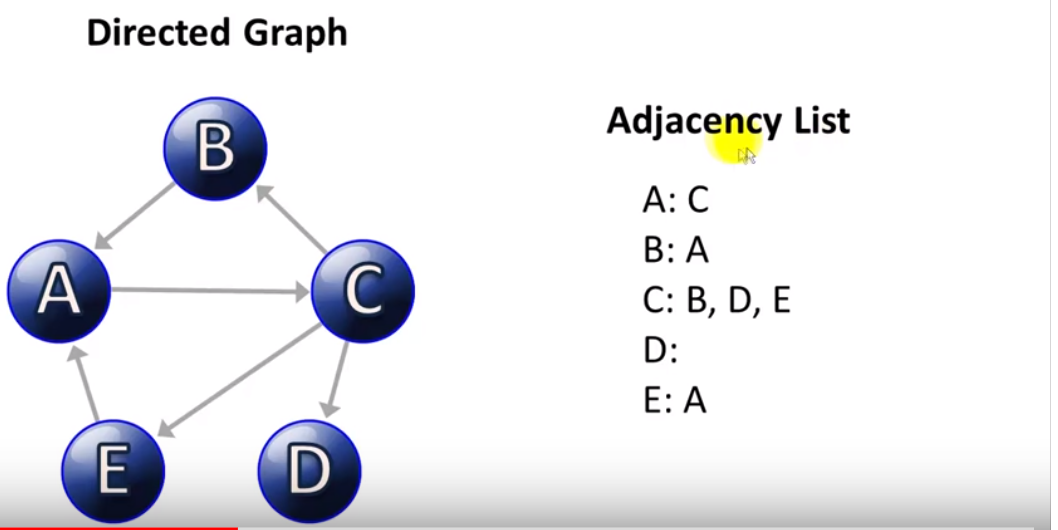 Directed Graph
B
A
C
E
D
Adjacency List
A: C
B: A
C: B, D, E
D:
E: A